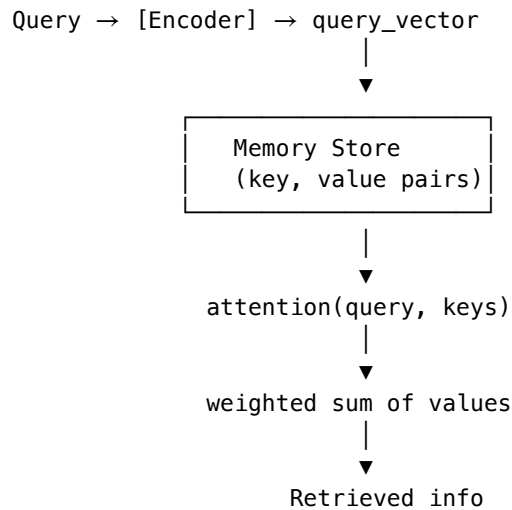 Query → [Encoder] → query_vector
Memory Store
(key, value pairs)
attention(query, keys)
weighted sum of values
Retrieved info